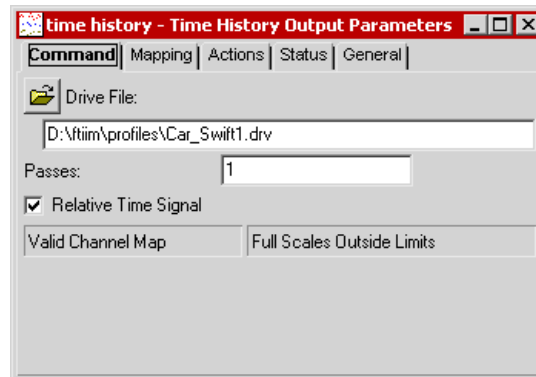 time history - Time History Output Parameters
Command Mapping Actions Status General
Drive File:
D:\ftiim\profiles\Car_Swift1.drv
Passes: 1
Relative Time Signal
Valid Channel Map Full Scales Outside Limits